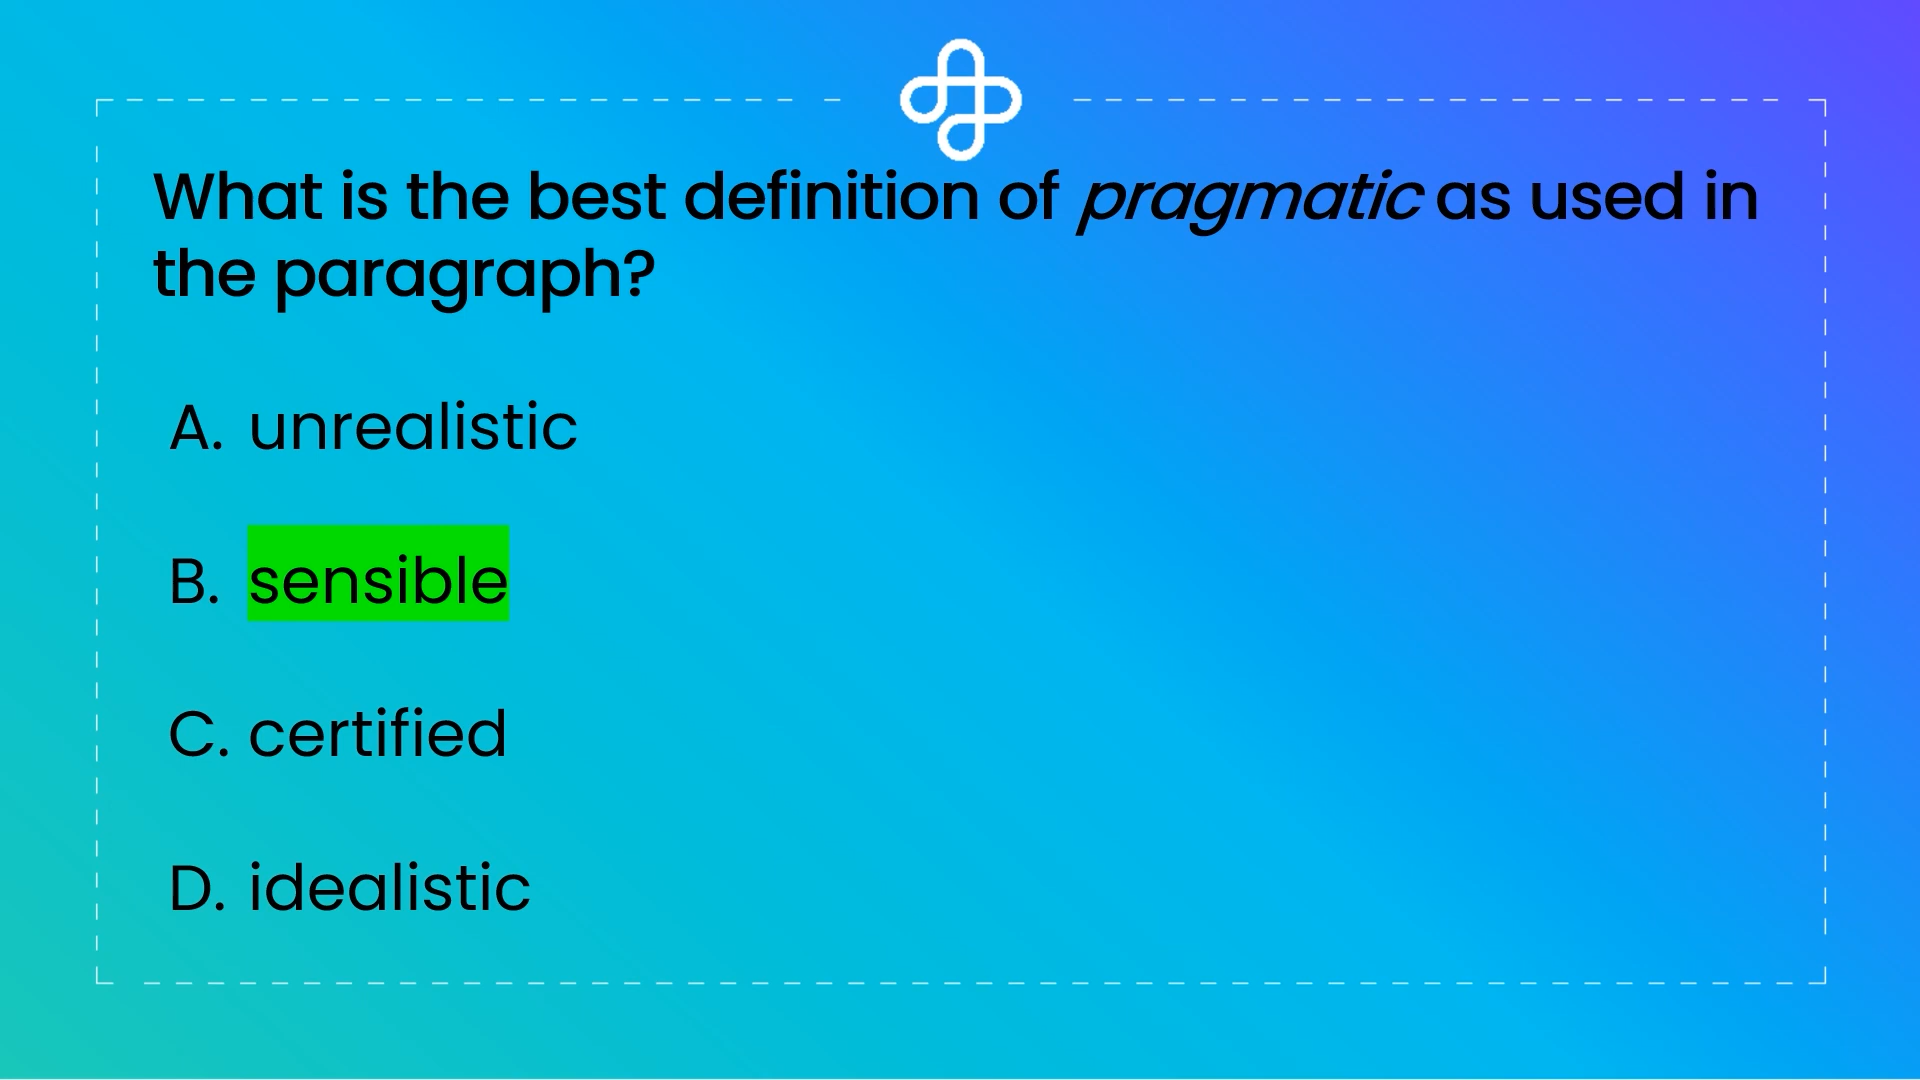 What is the best definition of pragmatic as used in
the paragraph?
A. unrealistic
B. sensible
C. certified
D. idealistic